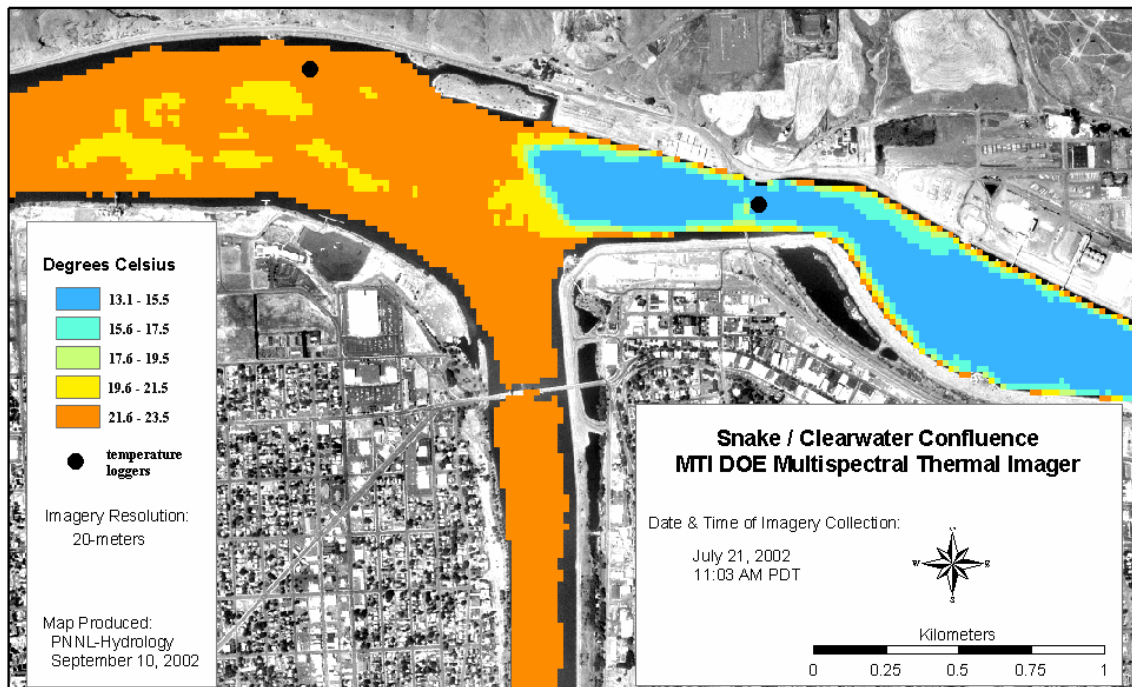 Degrees Celsius
13.1 - 15.5
15.6 - 17.5
17.6 - 19.5
19.6 - 21.5
21.6 - 23.5
temperature
loggers
Imagery Resolution:
20-meters
Map Produced:
PNNL-Hydrology
September 10, 2002
Snake / Clearwater Confluence
MTI DOE Multispectral Thermal Imager
Date & Time of Imagery Collection:
July 21, 2002
11:03 AM PDT
W E
S
Kilometers
0 0.25 0.5 0.75 1